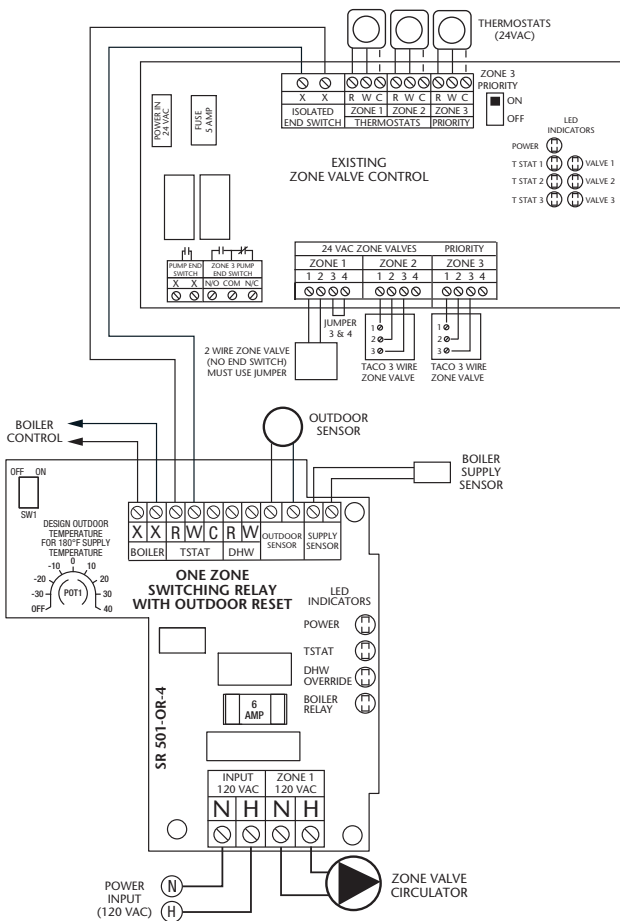 THERMOSTATS
(24VAC)
POWER IN
24 VAC
FUSE
5 AMP
X X R W C R W C R W C
ISOLATED
END SWITCH
ZONE 1 ZONE 2 ZONE 3
THERMOSTATS PRIORITY
ZONE 3
PRIORITY
ON
OFF
LED
INDICATORS
POWER
T STAT 1 VALVE 1
T STAT 2 VALVE 2
T STAT 3 VALVE 3
EXISTING
ZONE VALVE CONTROL
PUMP END
SWITCH
X X
ZONE 3 PUMP
END SWITCH
N/O COM N/C
24 VAC ZONE VALVES PRIORITY
ZONE 1 ZONE 2 ZONE 3
1 2 3 4 1 2 3 4 1 2 3 4
JUMPER
3 & 4
2 WIRE ZONE VALVE
(NO END SWITCH)
MUST USE JUMPER
1
2
3
TACO 3 WIRE
ZONE VALVE
1
2
3
TACO 3 WIRE
ZONE VALVE
BOILER
CONTROL
OUTDOOR
SENSOR
BOILER
SUPPLY
SENSOR
OFF ON
SW1
DESIGN OUTDOOR
TEMPERATURE
FOR 180°F SUPPLY
TEMPERATURE
0
-10 10
-20 20
-30 30
OFF 40
POT1
X X R W C R W
BOILER TSTAT DHW
OUTDOOR
SENSOR
SUPPLY
SENSOR
ONE ZONE
SWITCHING RELAY
WITH OUTDOOR RESET
LED
INDICATORS
POWER
TSTAT
DHW
OVERRIDE
BOILER
RELAY
6
AMP
SR 501-OR-4
INPUT
120 VAC
ZONE 1
120 VAC
N H N H
POWER
INPUT
(120 VAC)
N
H
ZONE VALVE
CIRCULATOR